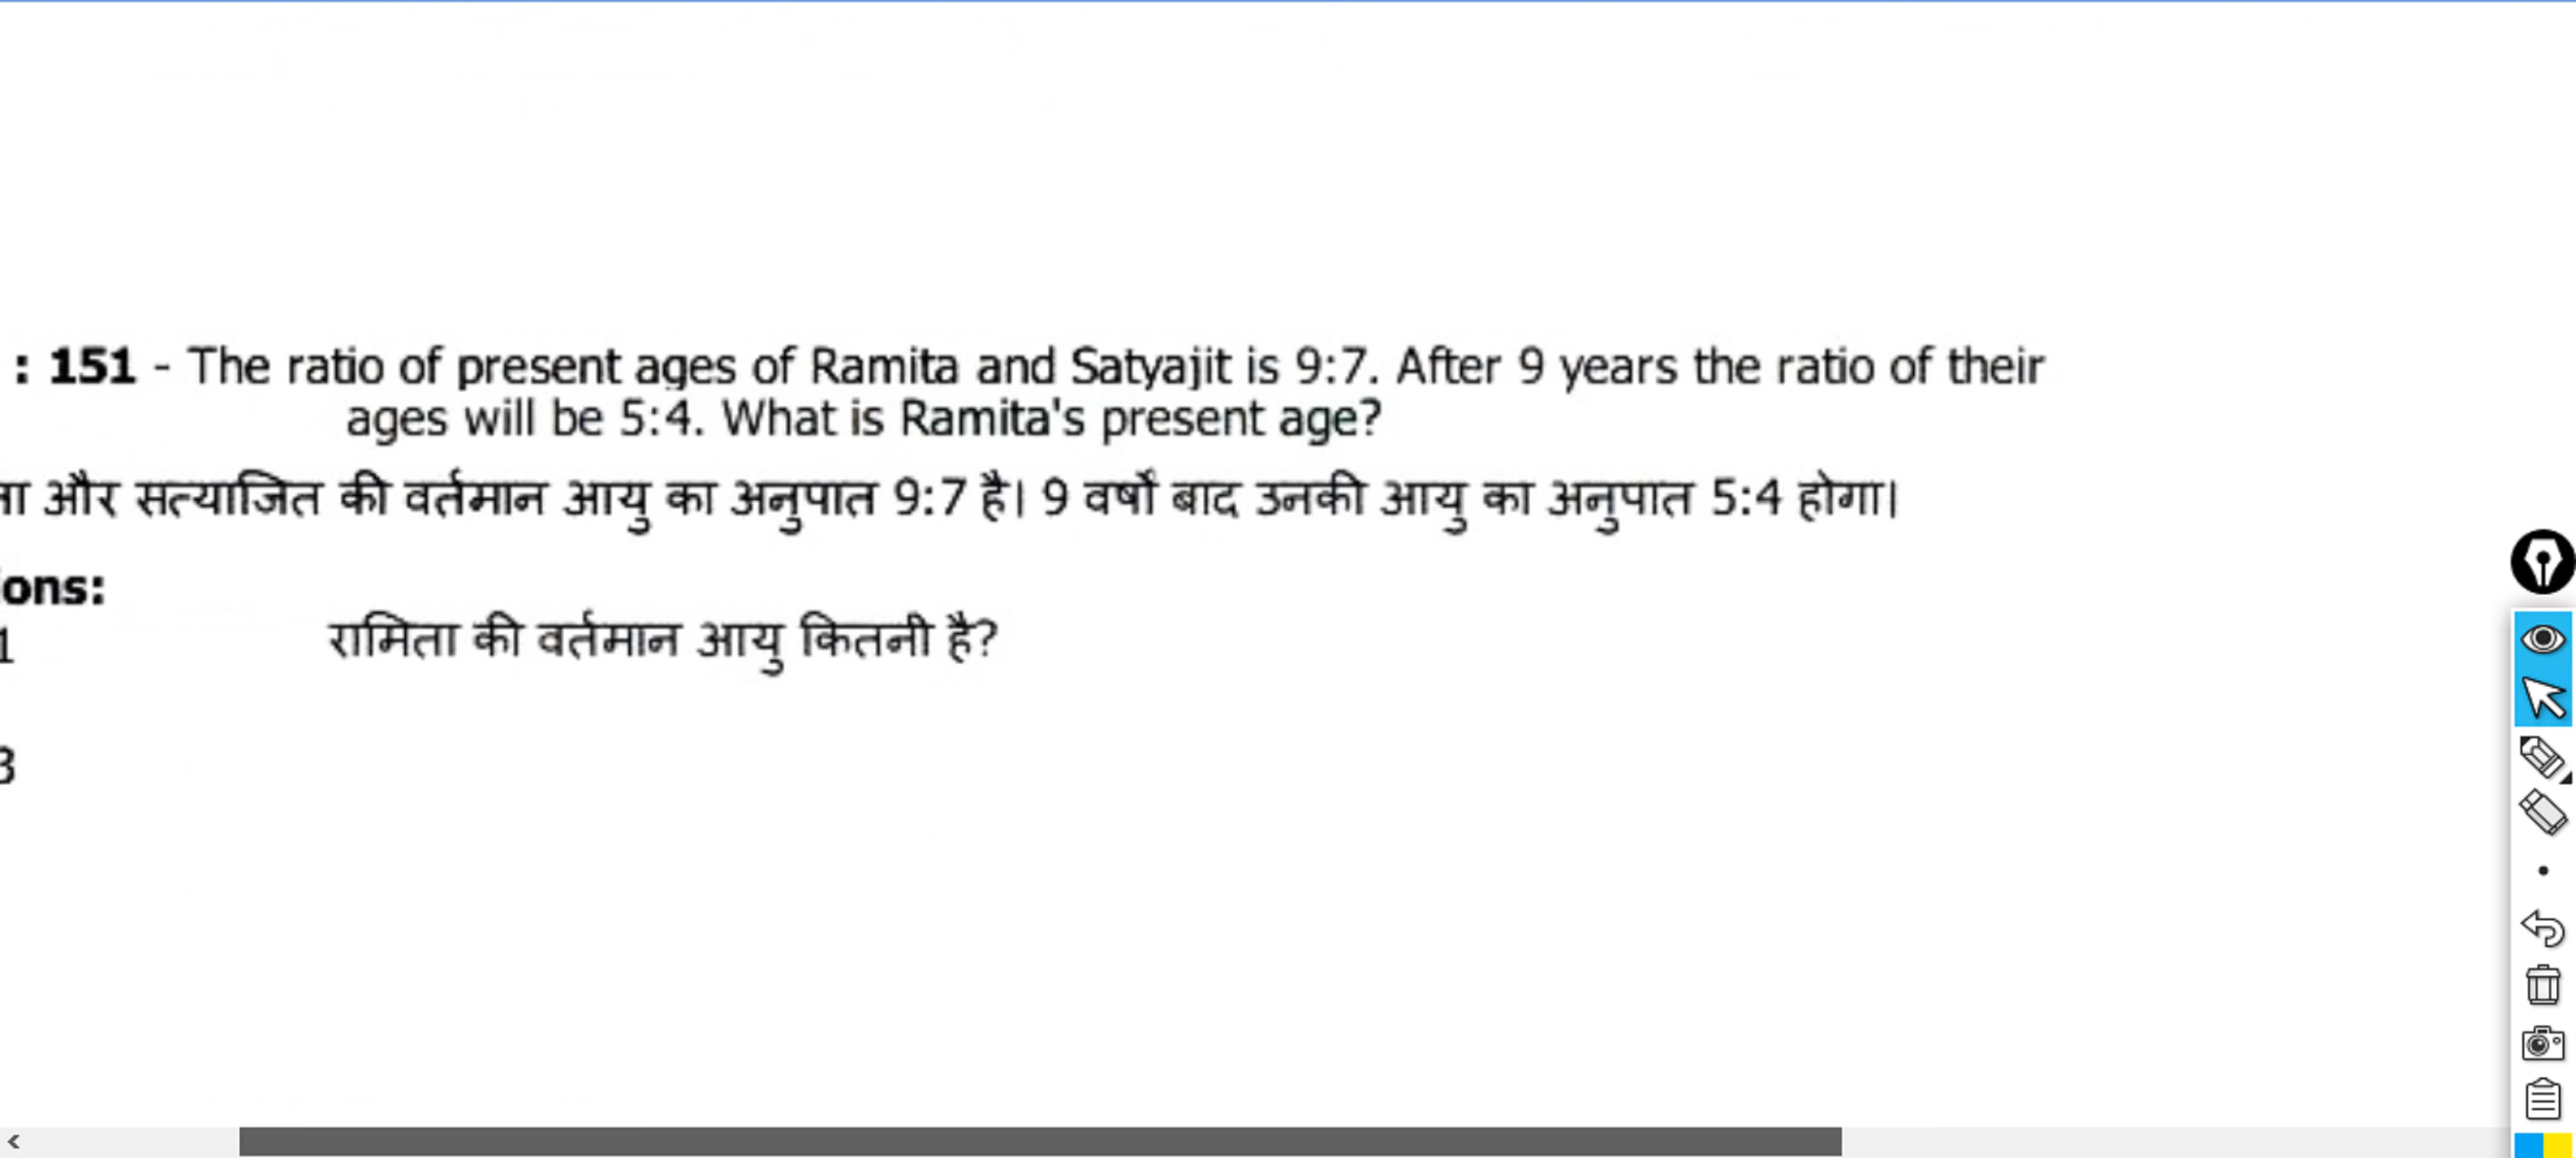 : 151 - The ratio of present ages of Ramita and Satyajit is 9:7. After 9 years the ratio of their
ages will be 5:4. What is Ramita's present age?
और सत्याजित की वर्तमान आयु का अनुपात 9:7 है। 9 वर्षों बाद उनकी आयु का अनुपात 5:4 होगा।
ons:
रामिता की वर्तमान आयु कितनी है?
1
3